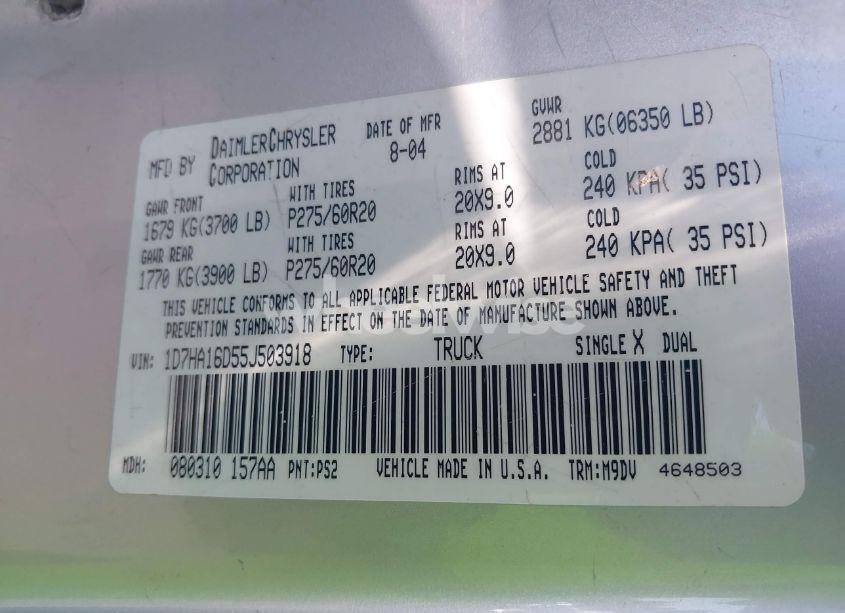 MFD BY DAIMLERCHRYSLER CORPORATION DATE OF MFR 8-04 GVWR 2881 KG(06350 LB)
GAWR FRONT WITH TIRES RIMS AT COLD
1679 KG(3700 LB) P275/60R20 20X9.0 240 KPA( 35 PSI)
GAWR REAR WITH TIRES RIMS AT COLD
1770 KG(3900 LB) P275/60R20 20X9.0 240 KPA( 35 PSI)
THIS VEHICLE CONFORMS TO ALL APPLICABLE FEDERAL MOTOR VEHICLE SAFETY AND THEFT
PREVENTION STANDARDS IN EFFECT ON THE DATE OF MANUFACTURE SHOWN ABOVE.
VIN: 1D7HA16D55J503918 TYPE: TRUCK SINGLE X DUAL
MDH: 080310 157AA PNT:PS2 VEHICLE MADE IN U.S.A. TRM:M9DV 4648503